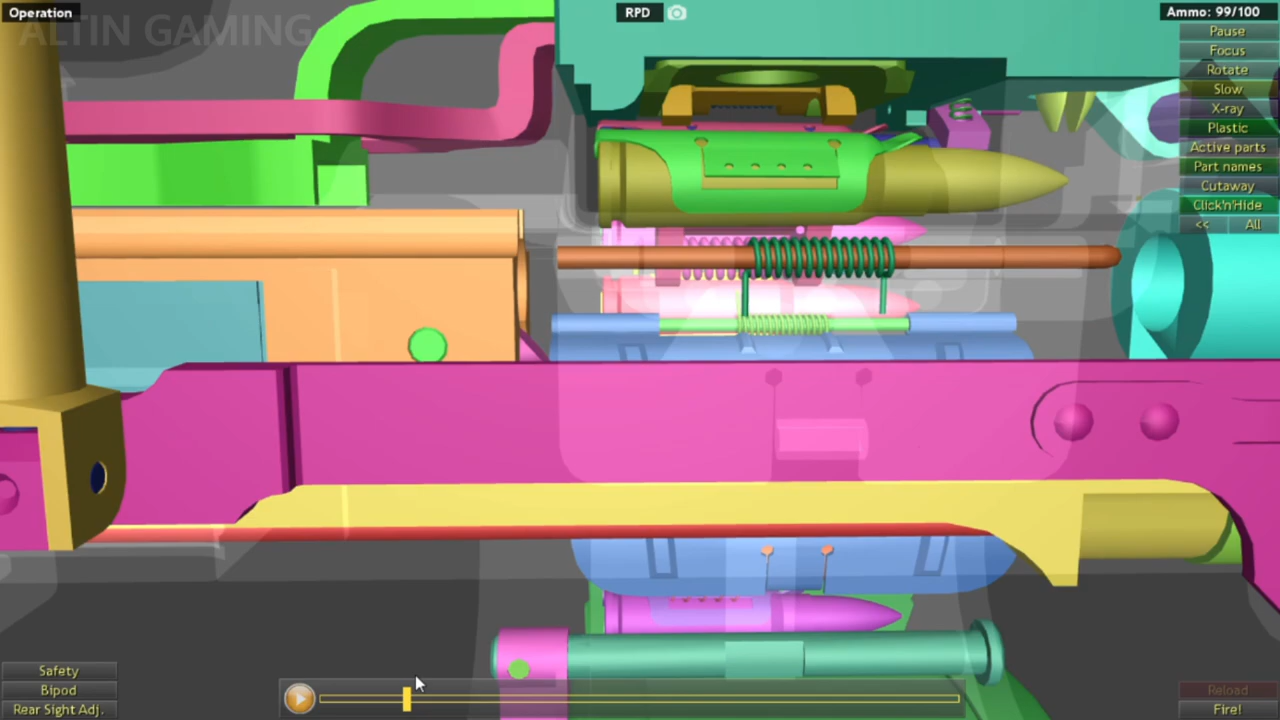 Operation
RPD
Ammo: 99/100
ALTIN GAMING
Pause
Focus
Rotate
Slow
X-ray
Plastic
Active parts
Part names
Cutaway
Click'n'Hide
<< All
Safety
Bipod
Rear Sight Adj.
Reload
Fire!